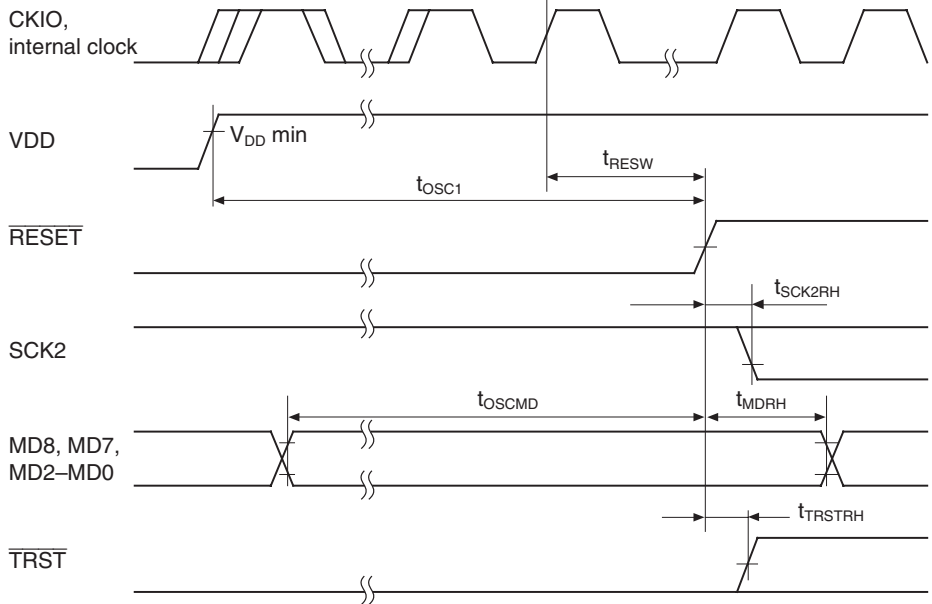 CKIO,
internal clock
VDD
VDD min
tRESW
tOSC1
RESET
tSCK2RH
SCK2
tOSCMD
tMDRH
MD8, MD7,
MD2–MD0
tTRSTRH
TRST